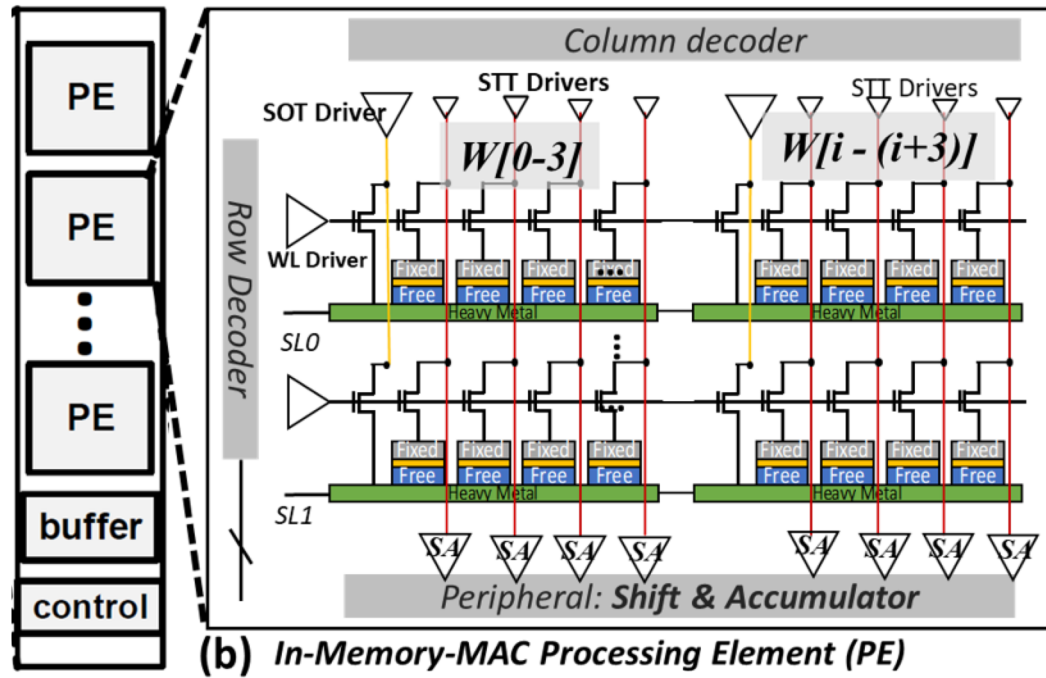 PE
PE
PE
buffer
control
Column decoder
SOT Driver
STT Drivers
STT Drivers
W[0-3]
W[i - (i+3)]
Row Decoder
WL Driver
Fixed Fixed Fixed Fixed Fixed Fixed Fixed Fixed
Free Free Free Free Free Free Free Free
Heavy Metal Heavy Metal
SL0
Fixed Fixed Fixed Fixed Fixed Fixed Fixed Fixed
Free Free Free Free Free Free Free Free
Heavy Metal Heavy Metal
SL1
SA SA SA SA SA SA SA SA
Peripheral: Shift & Accumulator
(b) In-Memory-MAC Processing Element (PE)